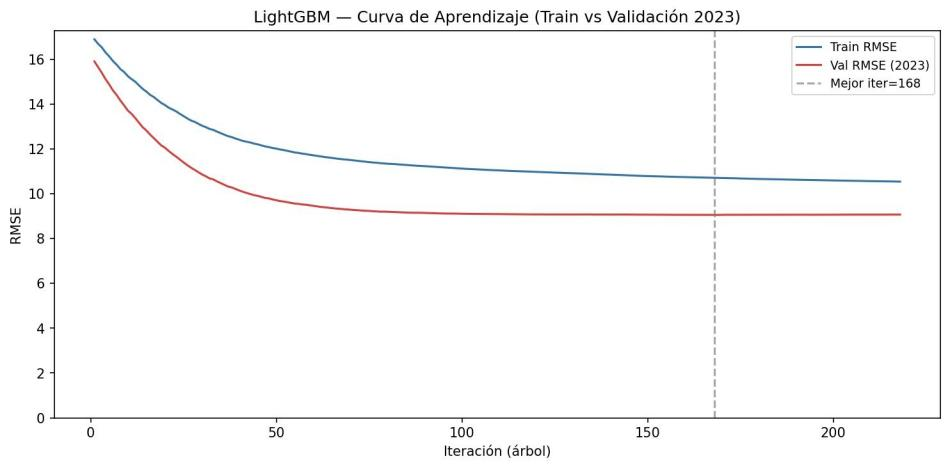 LightGBM — Curva de Aprendizaje (Train vs Validación 2023)
Train RMSE
Val RMSE (2023)
Mejor iter=168
RMSE
16
14
12
10
8
6
4
2
0
0 50 100 150 200
Iteración (árbol)